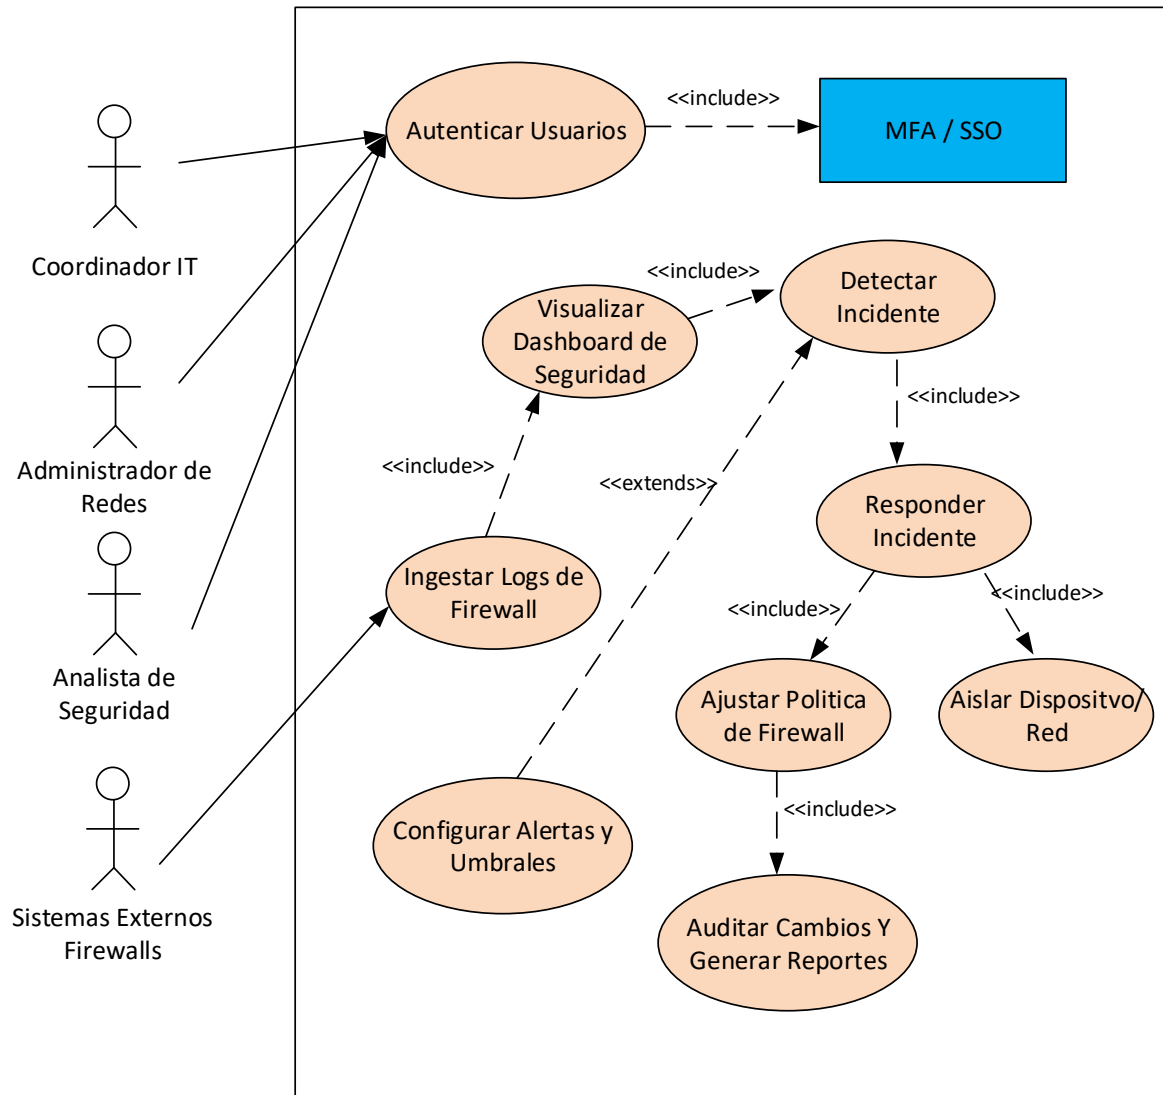 <<include>>
Autenticar Usuarios
MFA / SSO
Coordinador IT
<<include>>
Detectar
Incidente
Visualizar
Dashboard de
Seguridad
<<include>>
Administrador de
Redes
<<include>>
<<extends>>
Responder
Incidente
Ingestar Logs de
Firewall
<<include>>
<<include>>
Analista de
Seguridad
Ajustar Politica
de Firewall
Aislar Dispositvo/
Red
<<include>>
Configurar Alertas y
Umbrales
Sistemas Externos
Firewalls
Auditar Cambios Y
Generar Reportes